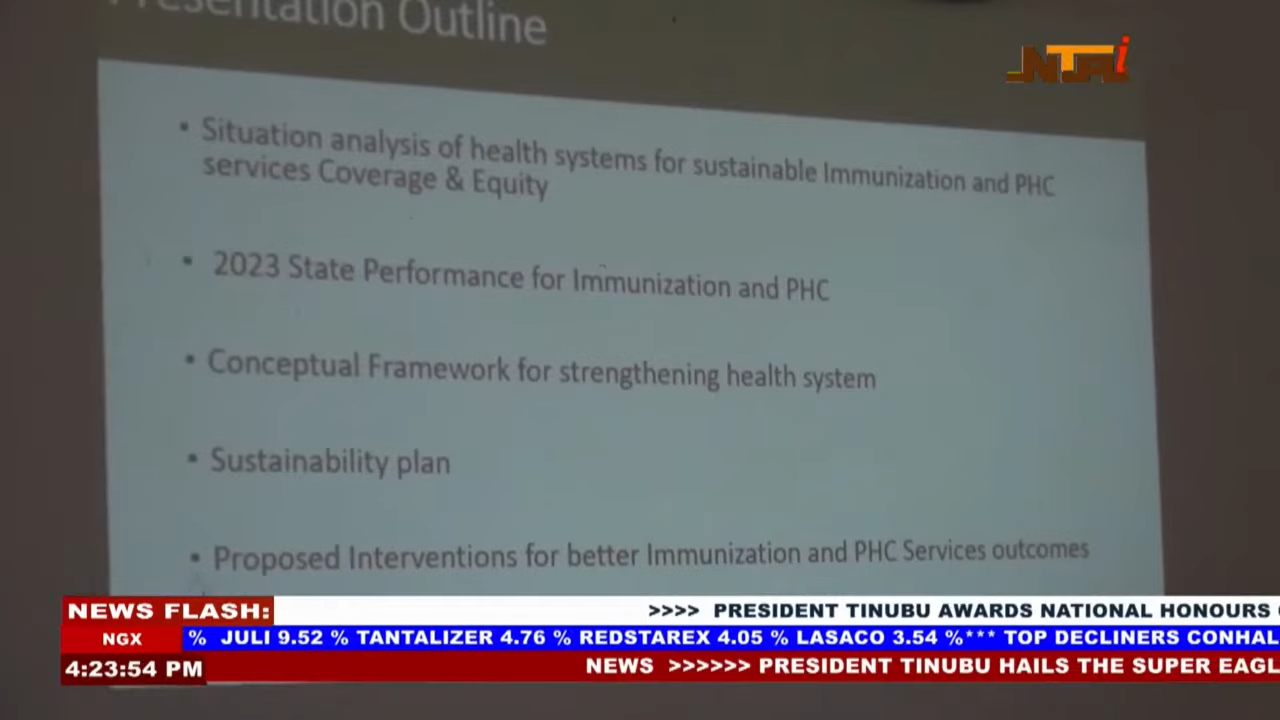 Presentation Outline
NTAi
• Situation analysis of health systems for sustainable Immunization and PHC
services Coverage & Equity
• 2023 State Performance for Immunization and PHC
• Conceptual Framework for strengthening health system
• Sustainability plan
• Proposed Interventions for better Immunization and PHC Services outcomes
NEWS FLASH: >>>> PRESIDENT TINUBU AWARDS NATIONAL HONOURS
NGX % JULI 9.52 % TANTALIZER 4.76 % REDSTAREX 4.05 % LASACO 3.54 %*** TOP DECLINERS CONHAL
4:23:54 PM NEWS >>>>>> PRESIDENT TINUBU HAILS THE SUPER EAGL